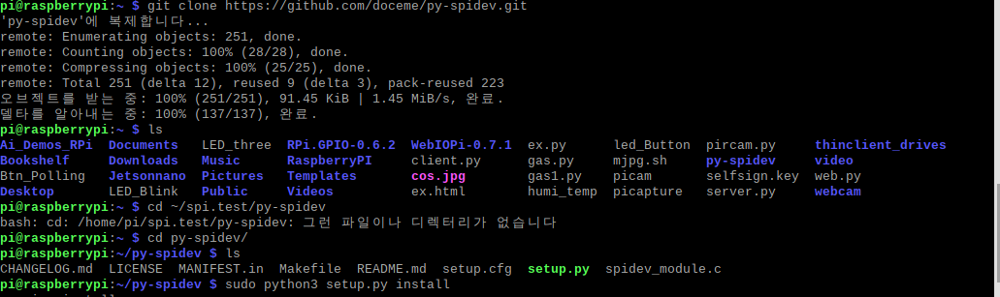 pi@raspberrypi:~ $ git clone https://github.com/doceme/py-spidev.git
'py-spidev'에 복제합니다...
remote: Enumerating objects: 251, done.
remote: Counting objects: 100% (28/28), done.
remote: Compressing objects: 100% (25/25), done.
remote: Total 251 (delta 12), reused 9 (delta 3), pack-reused 223
오브젝트를 받는 중: 100% (251/251), 91.45 KiB | 1.45 MiB/s, 완료.
델타를 알아내는 중: 100% (137/137), 완료.
pi@raspberrypi:~ $ ls
Ai_Demos_RPi Documents LED_three RPi.GPIO-0.6.2 WebIOPi-0.7.1 ex.py led_Button pircam.py thinclient_drives
Bookshelf Downloads Music RaspberryPI client.py gas.py mjpg.sh py-spidev video
Btn_Polling Jetsonnano Pictures Templates cos.jpg gas1.py picam selfsign.key web.py
Desktop LED_Blink Public Videos ex.html humi_temp picapture server.py webcam
pi@raspberrypi:~ $ cd ~/spi.test/py-spidev
bash: cd: /home/pi/spi.test/py-spidev: 그런 파일이나 디렉터리가 없습니다
pi@raspberrypi:~ $ cd py-spidev/
pi@raspberrypi:~/py-spidev $ ls
CHANGELOG.md LICENSE MANIFEST.in Makefile README.md setup.cfg setup.py spidev_module.c
pi@raspberrypi:~/py-spidev $ sudo python3 setup.py install